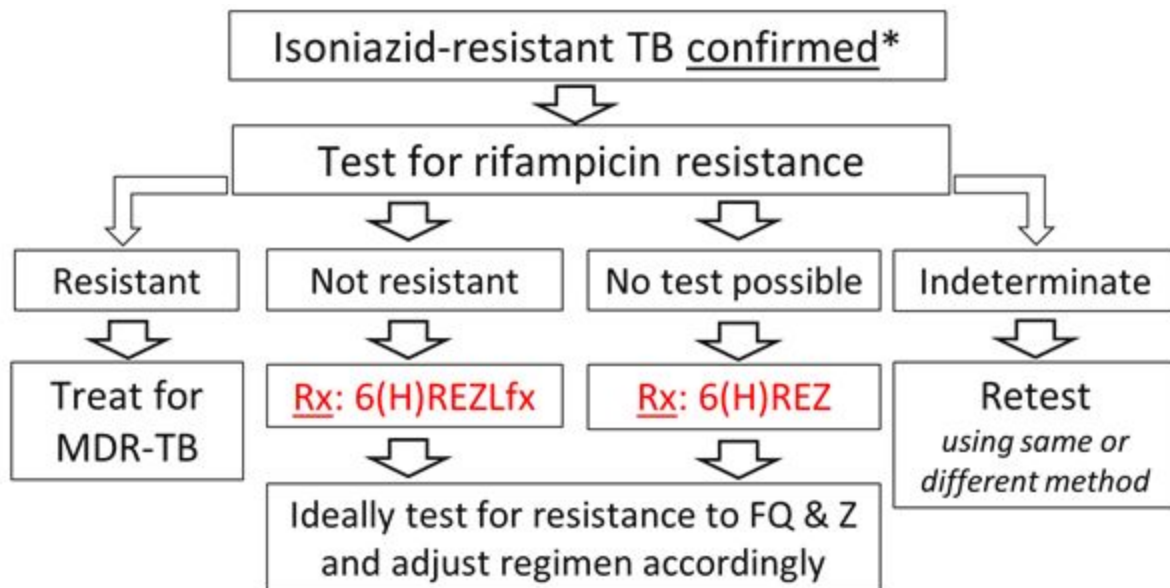 Isoniazid-resistant TB confirmed*
Test for rifampicin resistance
Resistant
Not resistant
No test possible
Indeterminate
Treat for
MDR-TB
Rx: 6(H)REZLfx
Rx: 6(H)REZ
Retest
using same or
different method
Ideally test for resistance to FQ & Z
and adjust regimen accordingly